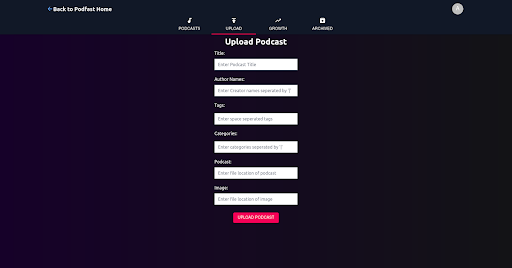 Back to Podfast Home
A
PODCASTS UPLOAD GROWTH ARCHIVED
Upload Podcast
Title:
Enter Podcast Title
Author Names:
Enter Creator names seperated by '|'
Tags:
Enter space seperated tags
Categories:
Enter categories seperated by '|'
Podcast:
Enter file location of podcast
Image:
Enter file location of image
UPLOAD PODCAST